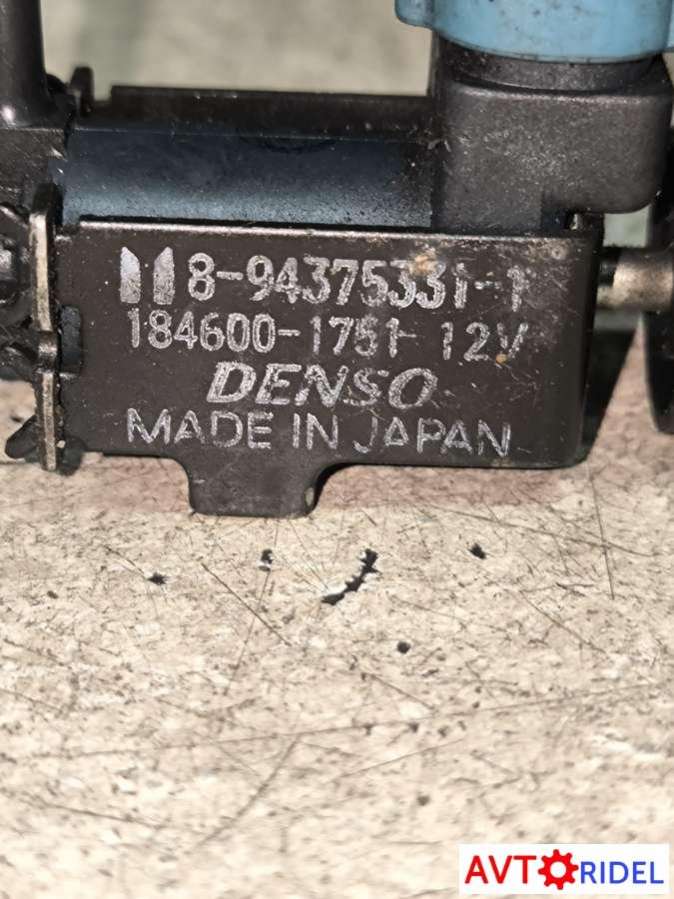 8-94375331-1
184600-1751 12V
DENSO
MADE IN JAPAN
AVTORIDEL